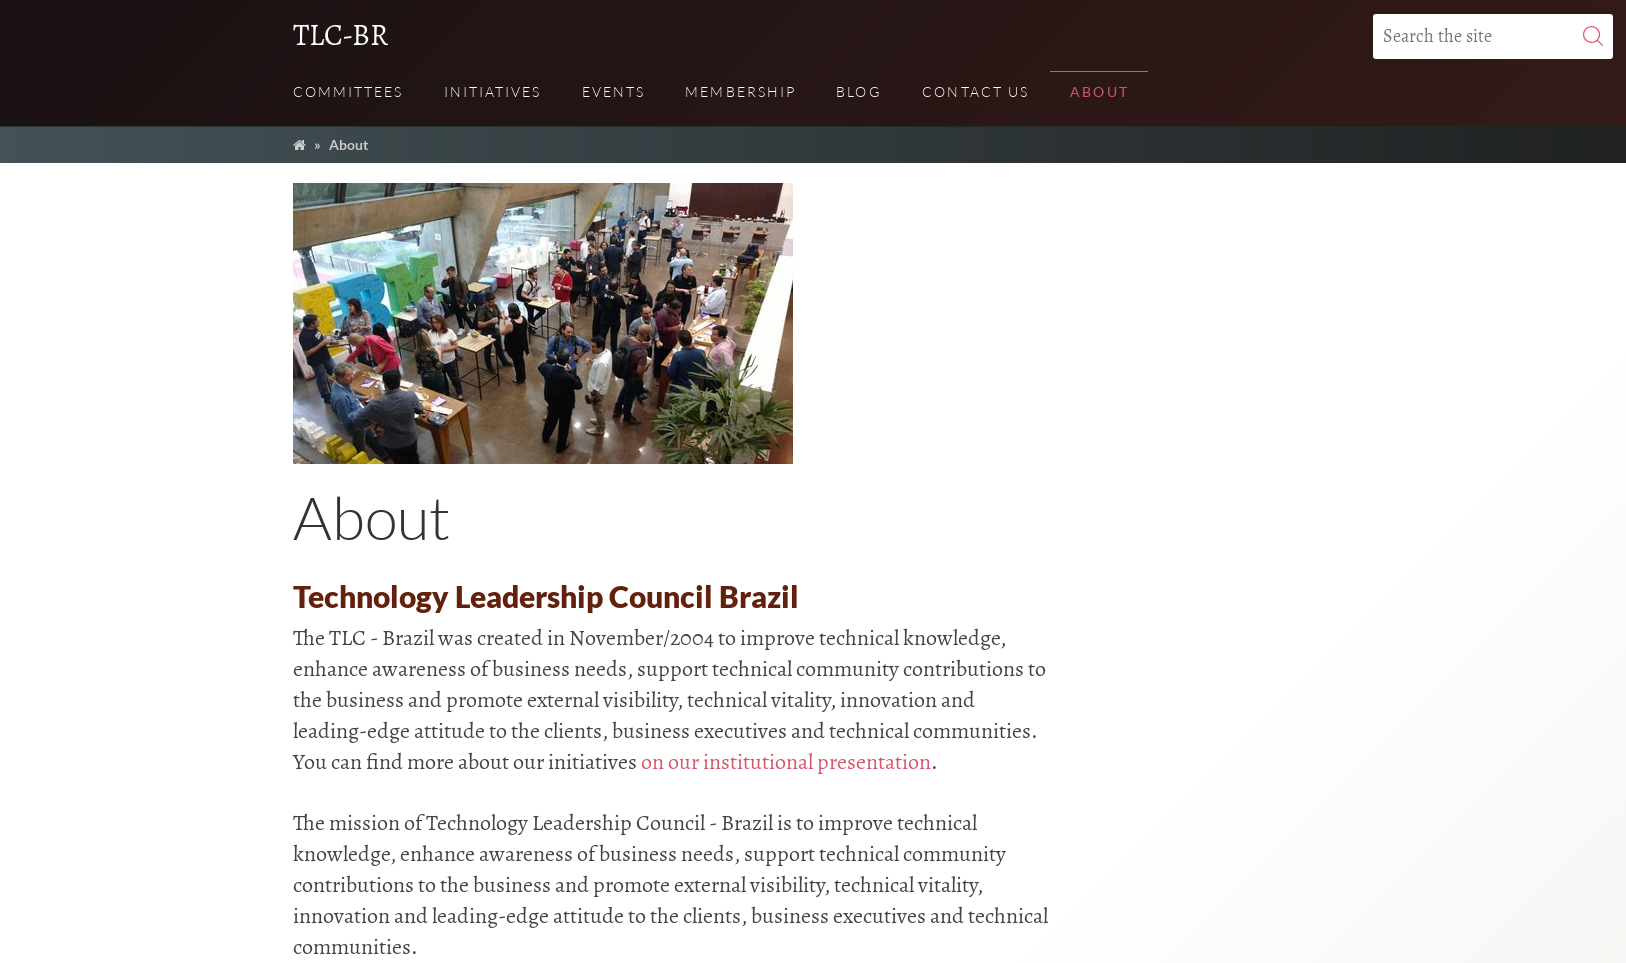 TLC-BR
Search the site
COMMITTEES INITIATIVES EVENTS MEMBERSHIP BLOG CONTACT US ABOUT
» About
IBM
About
Technology Leadership Council Brazil
The TLC - Brazil was created in November/2004 to improve technical knowledge,
enhance awareness of business needs, support technical community contributions to
the business and promote external visibility, technical vitality, innovation and
leading-edge attitude to the clients, business executives and technical communities.
You can find more about our initiatives on our institutional presentation.
The mission of Technology Leadership Council - Brazil is to improve technical
knowledge, enhance awareness of business needs, support technical community
contributions to the business and promote external visibility, technical vitality,
innovation and leading-edge attitude to the clients, business executives and technical
communities.